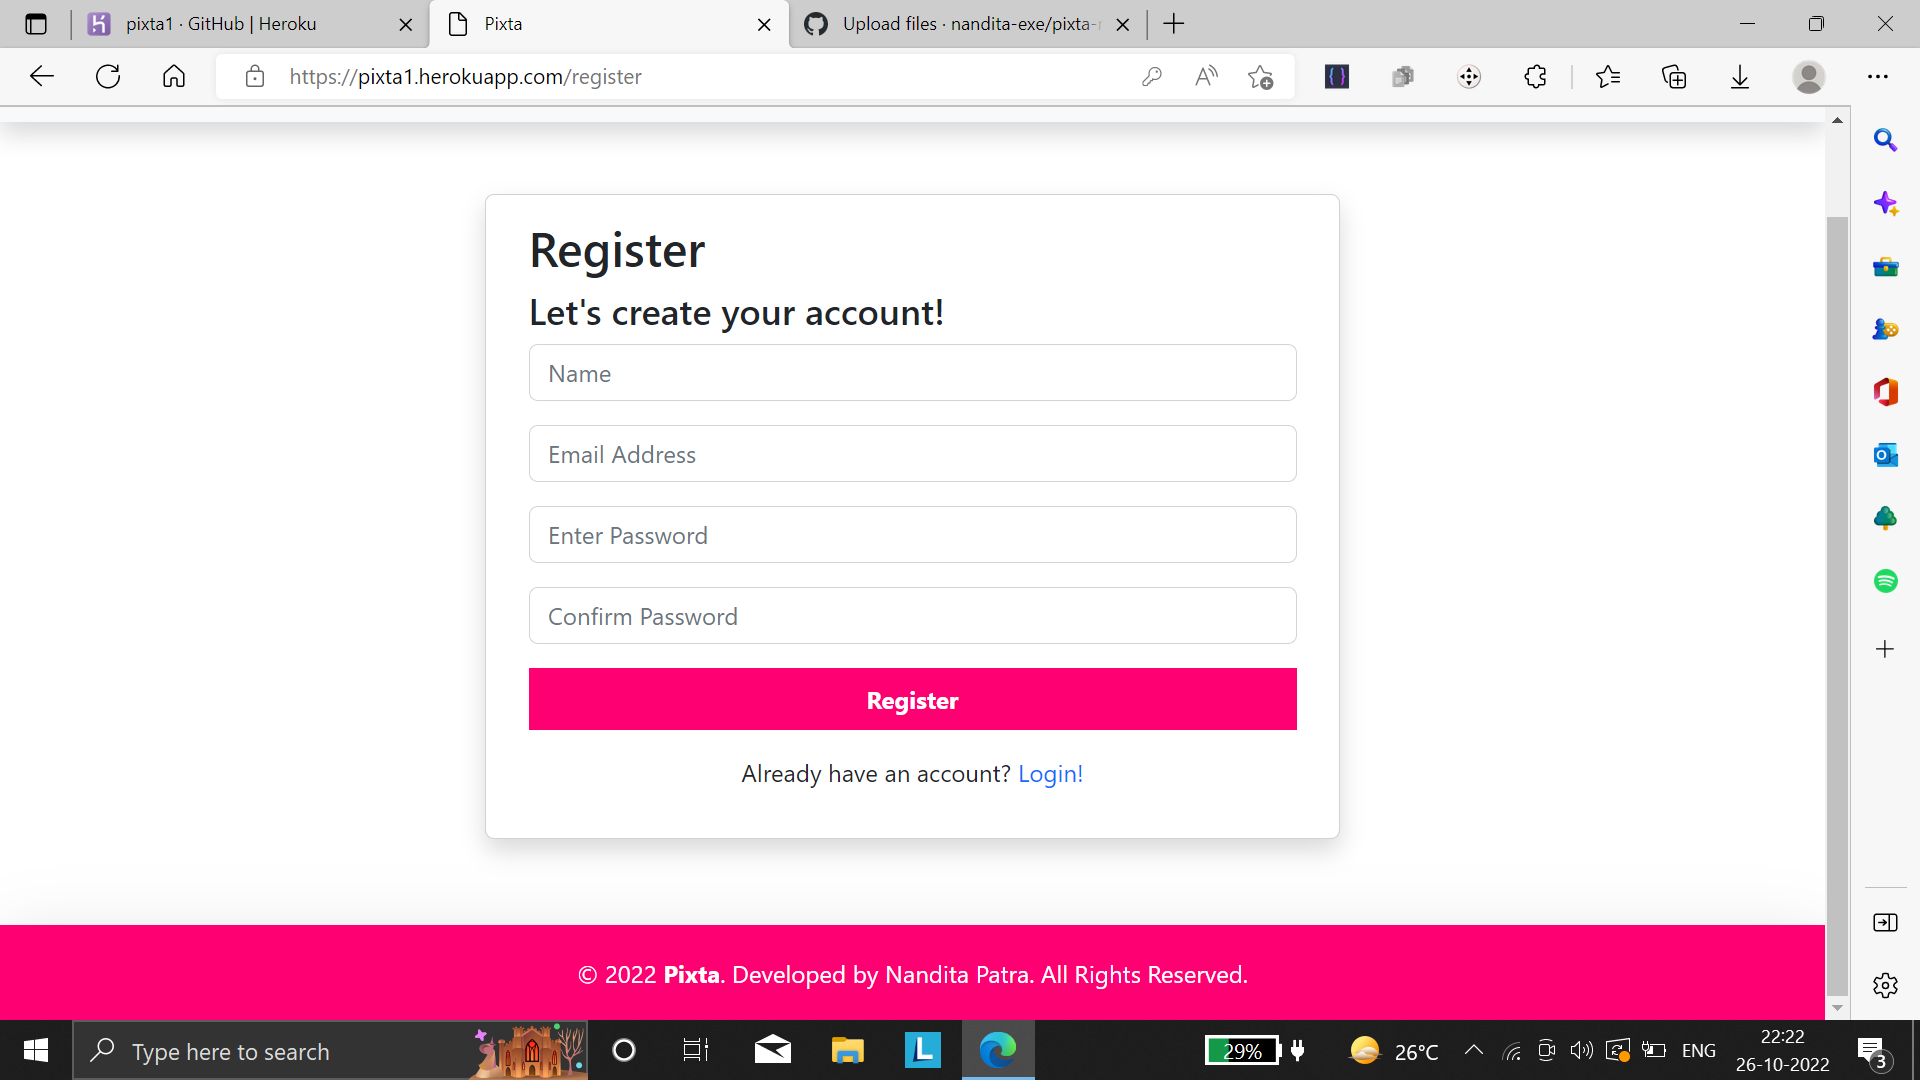 pixta1 · GitHub | Heroku
Pixta
Upload files · nandita-exe/pixta-
https://pixta1.herokuapp.com/register
Register
Let's create your account!
Name
Email Address
Enter Password
Confirm Password
Register
Already have an account? Login!
© 2022 Pixta. Developed by Nandita Patra. All Rights Reserved.
Type here to search
29%
26°C
ENG
22:22
26-10-2022
3